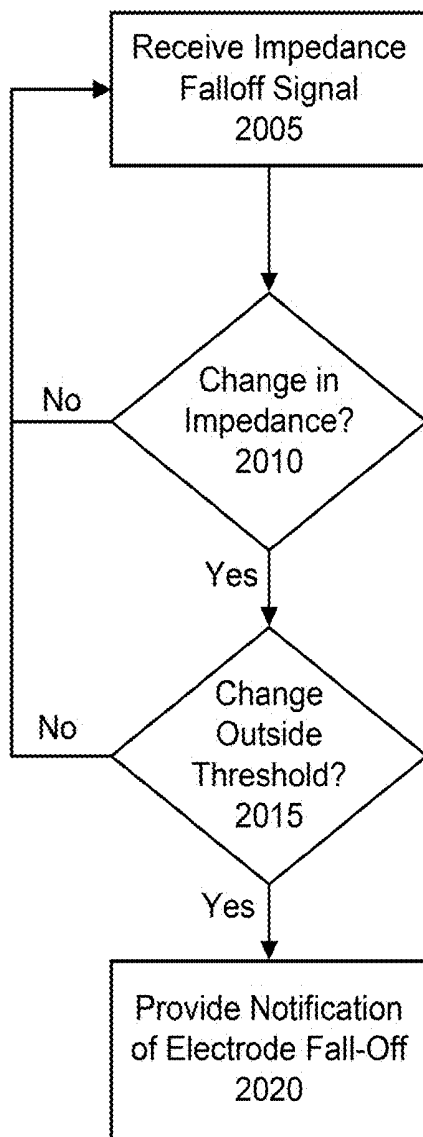 Receive Impedance
Falloff Signal
2005
No
Change in
Impedance?
2010
Yes
No
Change
Outside
Threshold?
2015
Yes
Provide Notification
of Electrode Fall-Off
2020